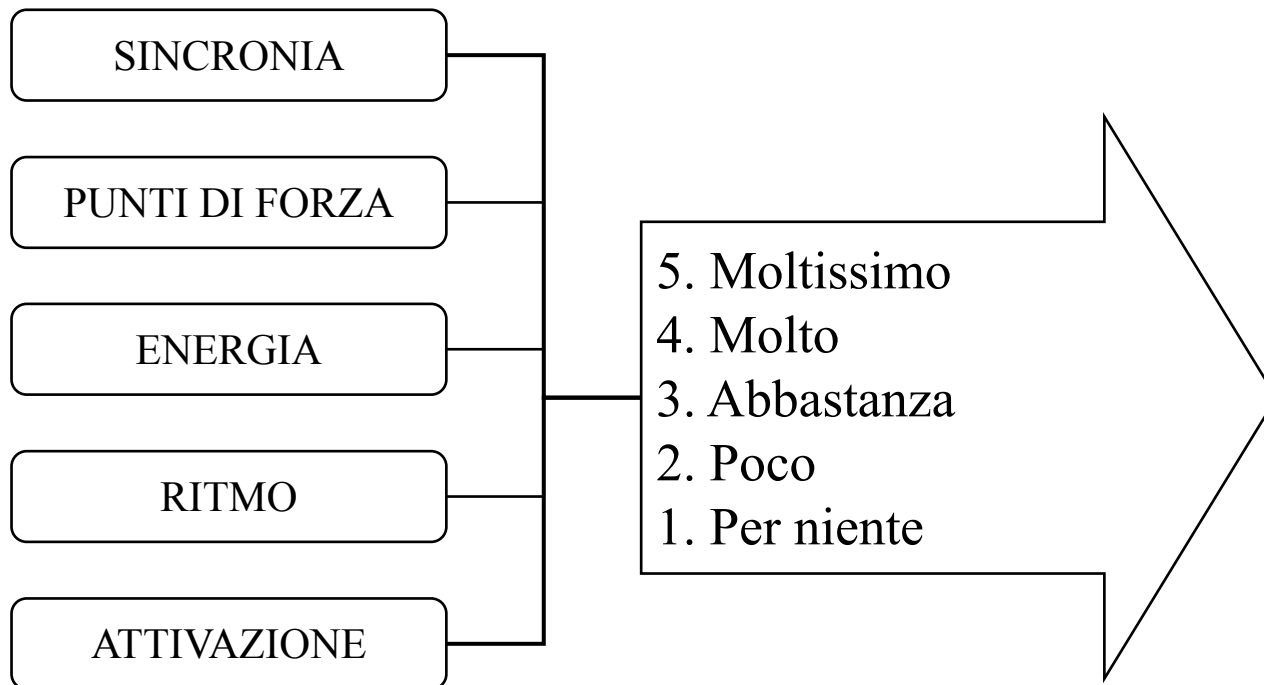 SINCRONIA
PUNTI DI FORZA
ENERGIA
RITMO
ATTIVAZIONE
5. Moltissimo
4. Molto
3. Abbastanza
2. Poco
1. Per niente